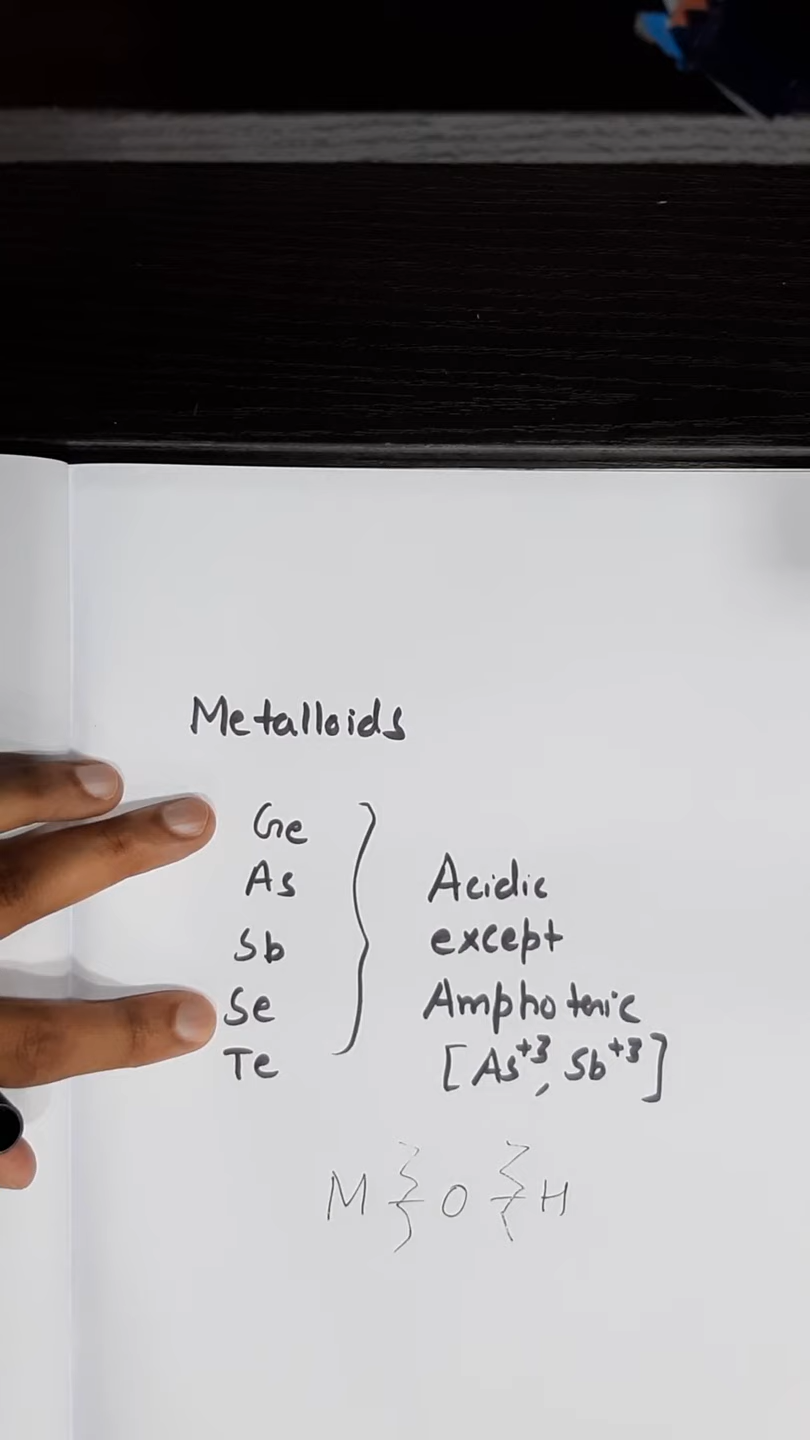 Metalloids
Ge
As
Sb
Se
Te
Acidic
except
Amphoteric
[As+3, Sb+3]
M O H